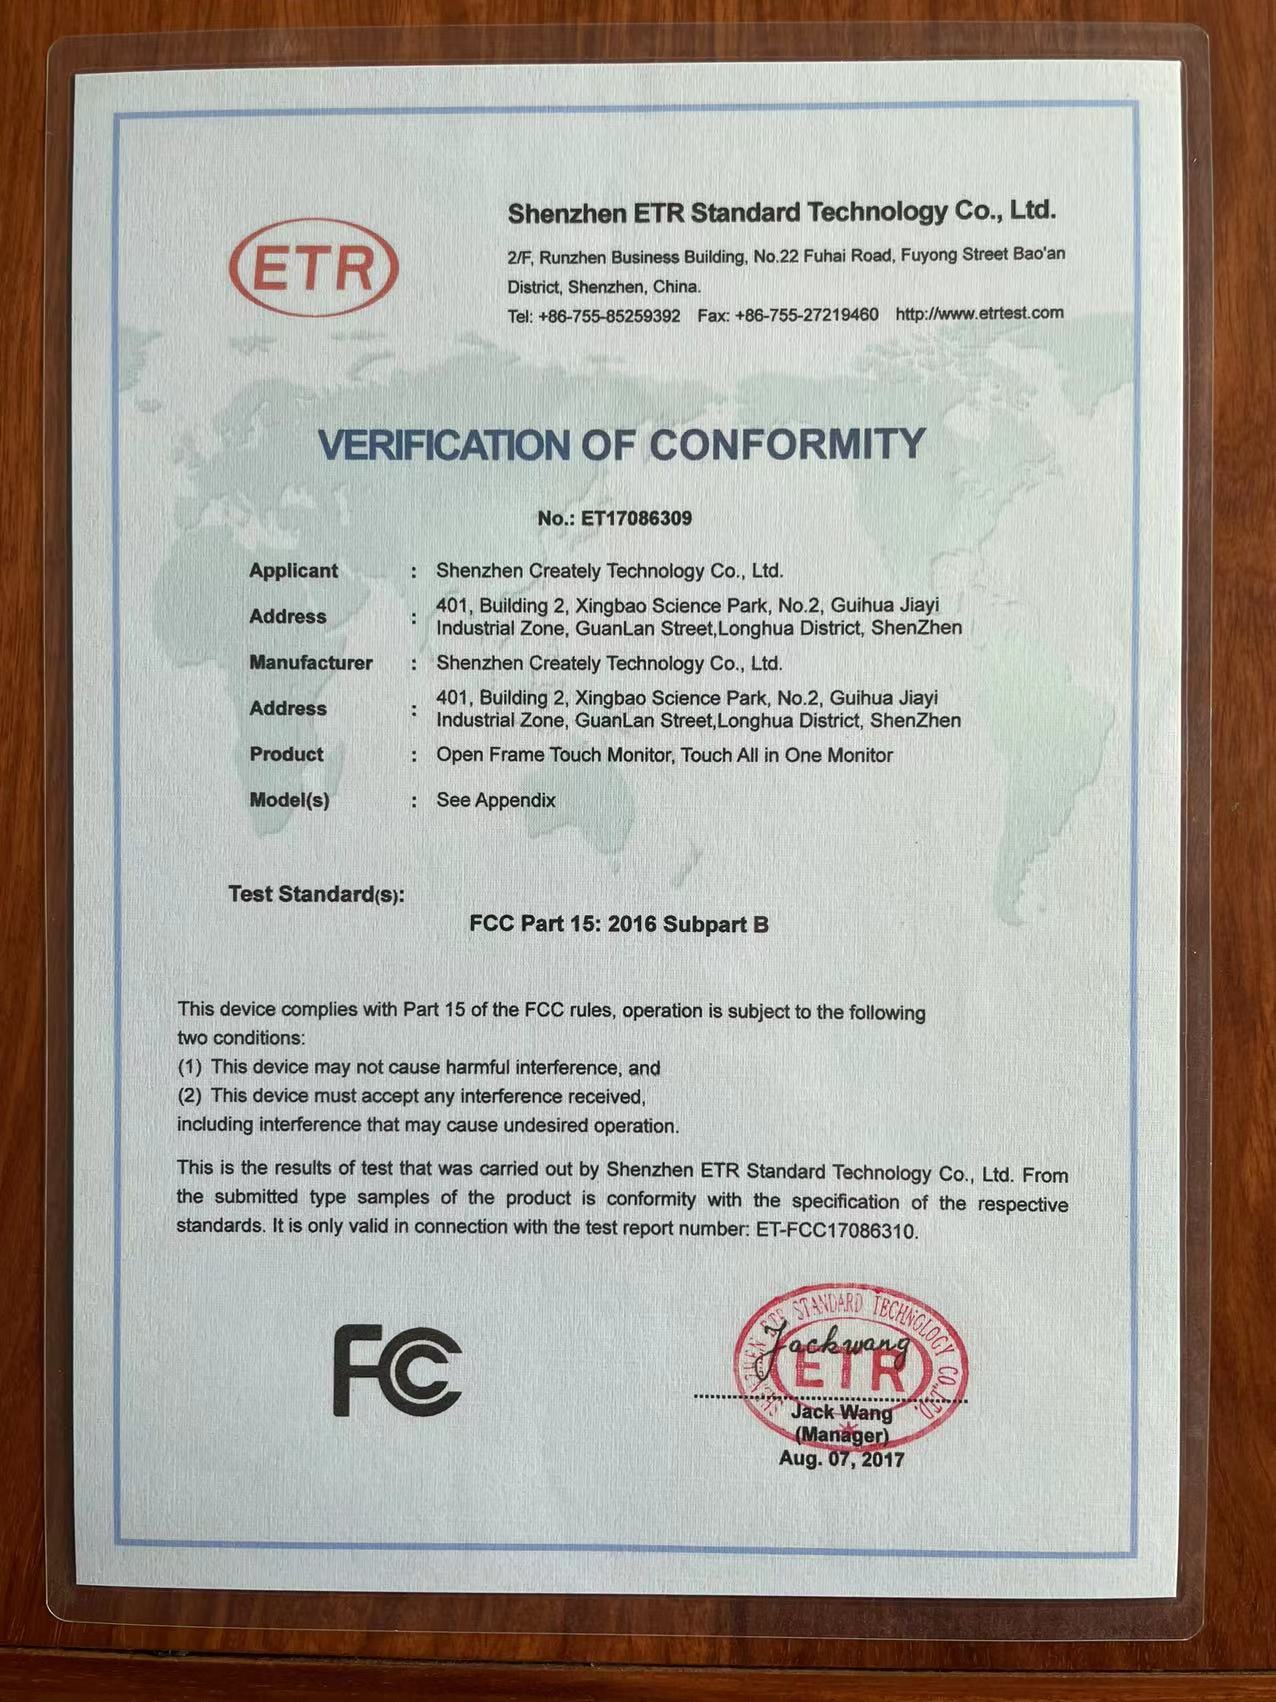 ETR
Shenzhen ETR Standard Technology Co., Ltd.
2/F, Runzhen Business Building, No.22 Fuhai Road, Fuyong Street Bao'an
District, Shenzhen, China.
Tel: +86-755-85259392 Fax: +86-755-27219460 http://www.etrtest.com
VERIFICATION OF CONFORMITY
No.: ET17086309
Applicant : Shenzhen Creately Technology Co., Ltd.
Address : 401, Building 2, Xingbao Science Park, No.2, Guihua Jiayi
Industrial Zone, GuanLan Street,Longhua District, ShenZhen
Manufacturer : Shenzhen Creately Technology Co., Ltd.
Address : 401, Building 2, Xingbao Science Park, No.2, Guihua Jiayi
Industrial Zone, GuanLan Street,Longhua District, ShenZhen
Product : Open Frame Touch Monitor, Touch All in One Monitor
Model(s) : See Appendix
Test Standard(s):
FCC Part 15: 2016 Subpart B
This device complies with Part 15 of the FCC rules, operation is subject to the following
two conditions:
(1) This device may not cause harmful interference, and
(2) This device must accept any interference received,
including interference that may cause undesired operation.
This is the results of test that was carried out by Shenzhen ETR Standard Technology Co., Ltd. From
the submitted type samples of the product is conformity with the specification of the respective
standards. It is only valid in connection with the test report number: ET-FCC17086310.
FC
SHENZHEN ETR STANDARD TECHNOLOGY CO.,LTD.
Jackwang
ETR
Jack Wang
(Manager)
Aug. 07, 2017